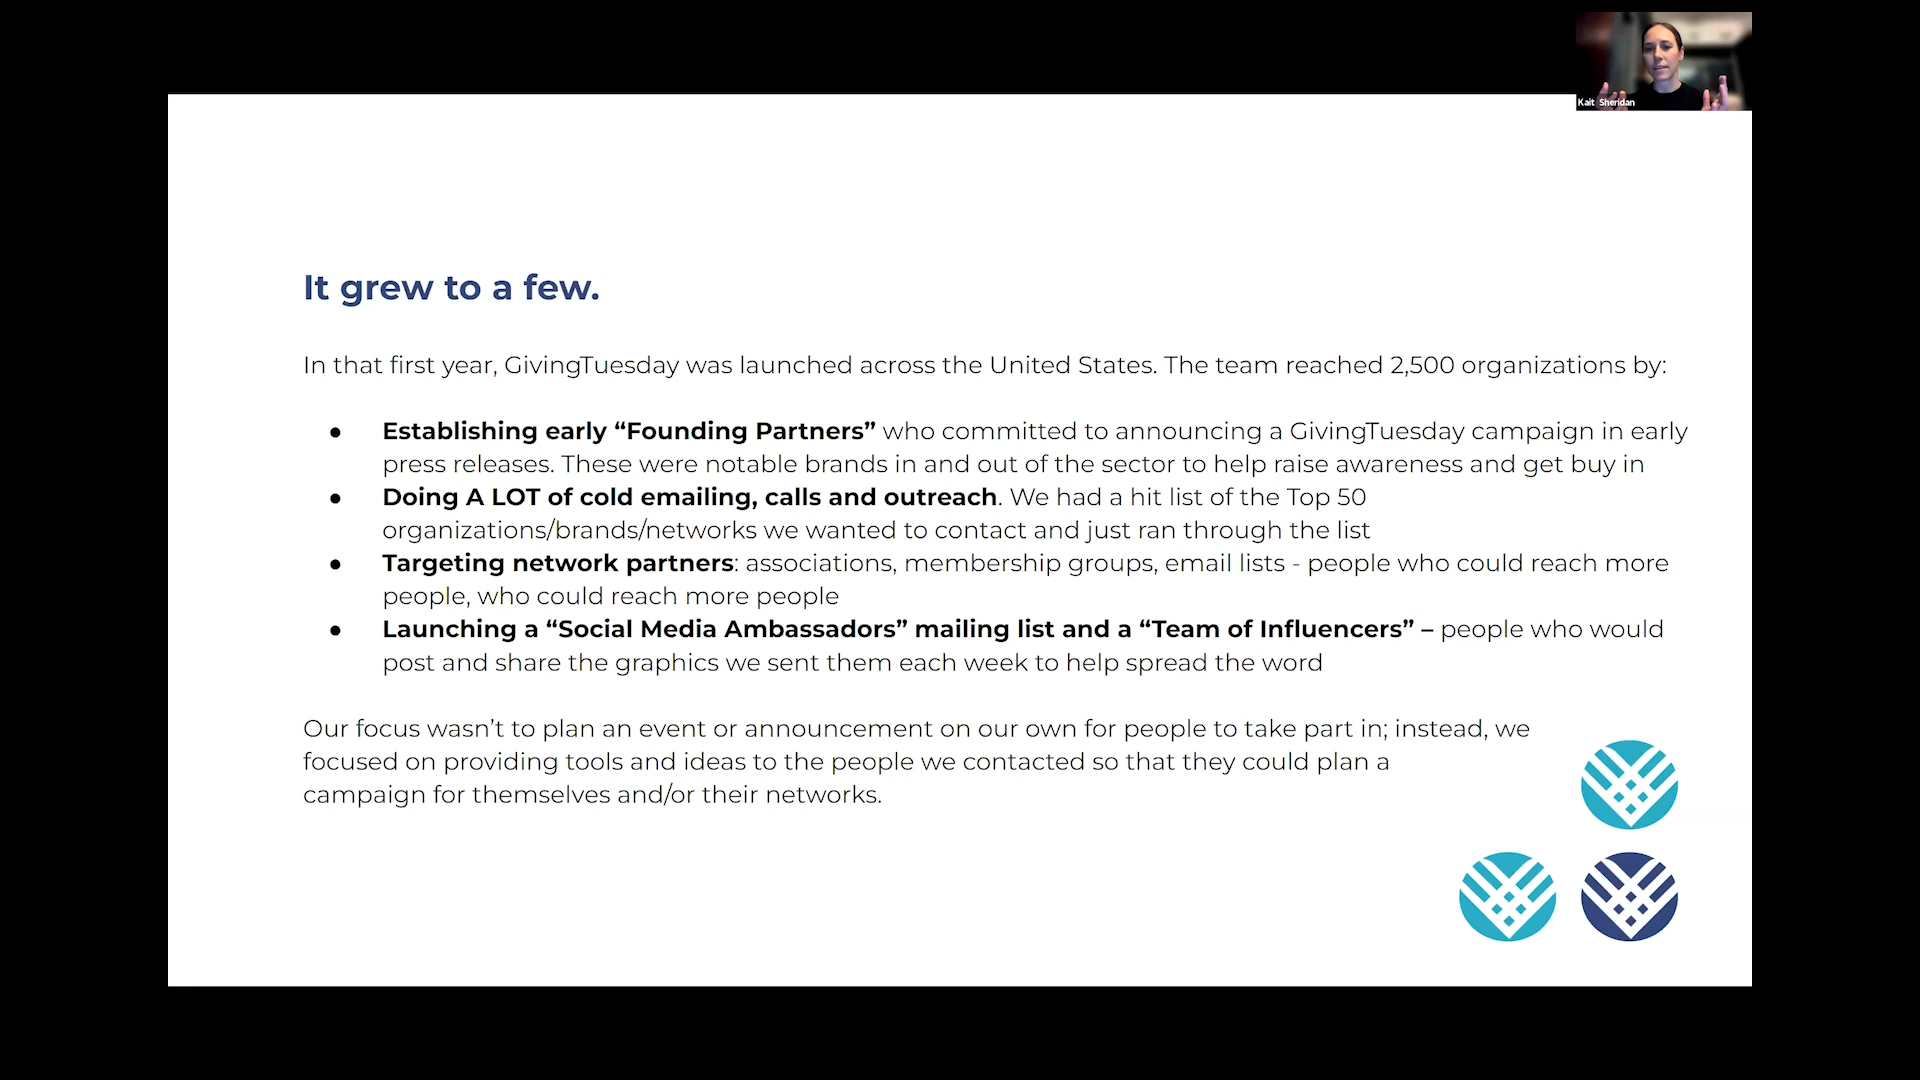 Kait Sheridan
It grew to a few.
In that first year, GivingTuesday was launched across the United States. The team reached 2,500 organizations by:
● Establishing early “Founding Partners” who committed to announcing a GivingTuesday campaign in early
press releases. These were notable brands in and out of the sector to help raise awareness and get buy in
● Doing A LOT of cold emailing, calls and outreach. We had a hit list of the Top 50
organizations/brands/networks we wanted to contact and just ran through the list
● Targeting network partners: associations, membership groups, email lists - people who could reach more
people, who could reach more people
● Launching a “Social Media Ambassadors” mailing list and a “Team of Influencers” – people who would
post and share the graphics we sent them each week to help spread the word
Our focus wasn’t to plan an event or announcement on our own for people to take part in; instead, we
focused on providing tools and ideas to the people we contacted so that they could plan a
campaign for themselves and/or their networks.